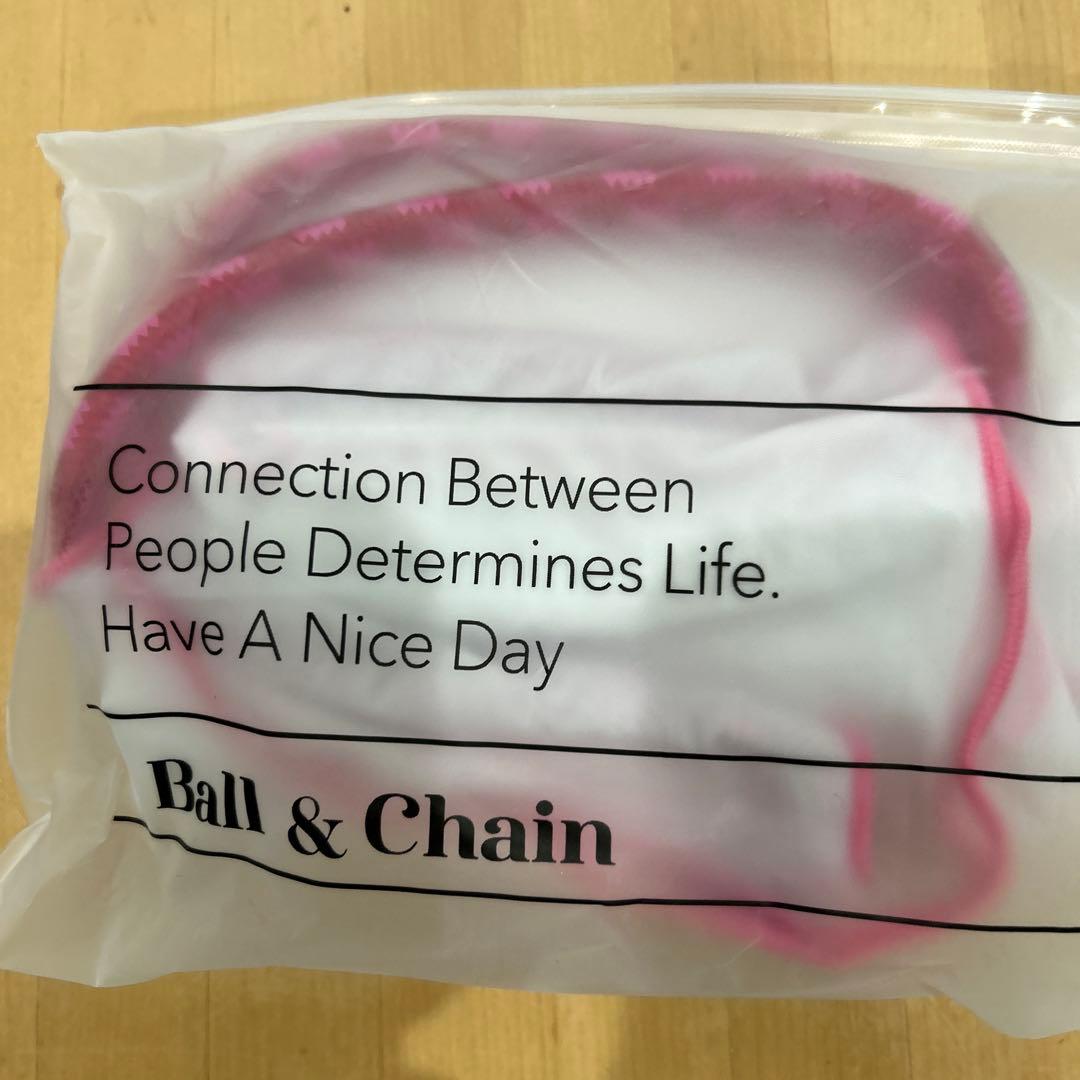 Connection Between
People Determines Life.
Have A Nice Day
Ball & Chain